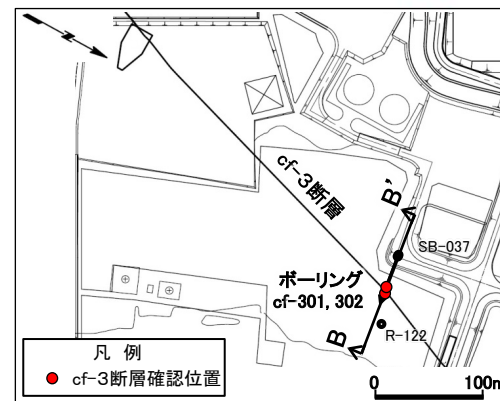 N
cf-3断層
B'
SB-037
ボーリング
cf-301, 302
R-122
B
凡 例
cf-3断層確認位置
0 100m